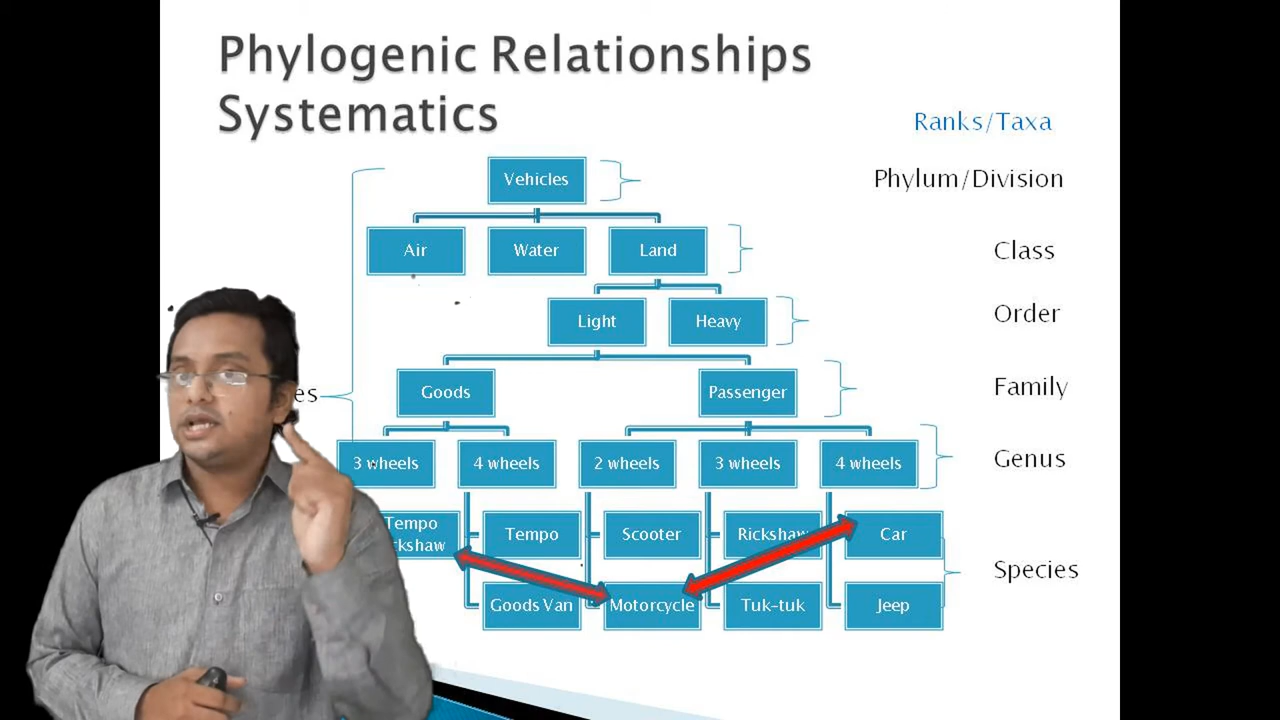 Phylogenic Relationships
Systematics
Ranks/Taxa
Vehicles
Phylum/Division
Air
Water
Land
Class
Light
Heavy
Order
Goods
Passenger
Family
3 wheels
4 wheels
2 wheels
3 wheels
4 wheels
Genus
Tempo
Tempo
Scooter
Rickshaw
Car
Species
Goods Van
Motorcycle
Tuk-tuk
Jeep